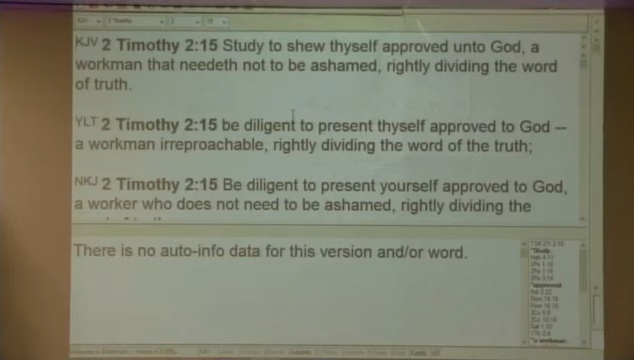 KJV 2 Timothy 2:15 Study to shew thyself approved unto God, a
workman that needeth not to be ashamed, rightly dividing the word
of truth.
YLT 2 Timothy 2:15 be diligent to present thyself approved to God —
a workman irreproachable, rightly dividing the word of the truth;
NKJ 2 Timothy 2:15 Be diligent to present yourself approved to God,
a worker who does not need to be ashamed, rightly dividing the
There is no auto-info data for this version and/or word.
"Study
"approved